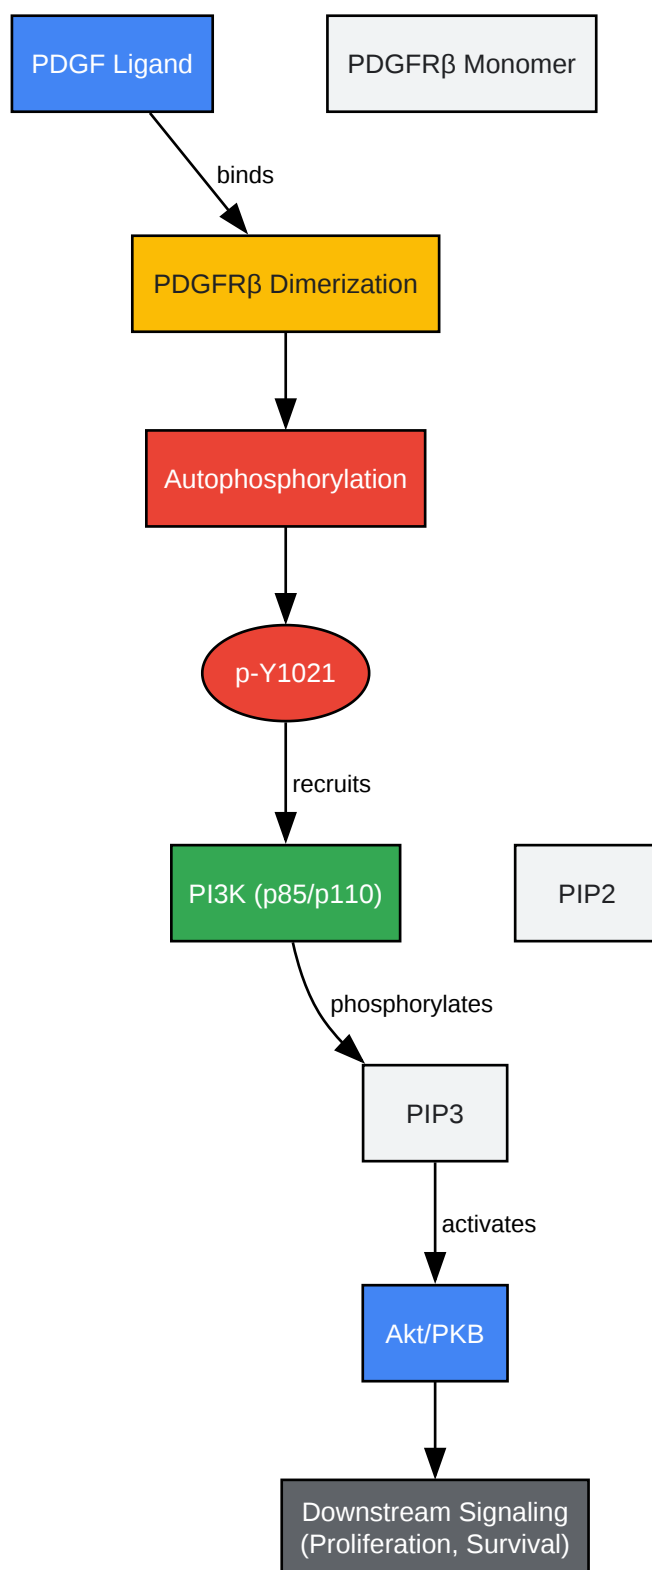 PDGF Ligand
PDGFRβ Monomer
binds
PDGFRβ Dimerization
Autophosphorylation
p-Y1021
recruits
PI3K (p85/p110)
PIP2
phosphorylates
PIP3
activates
Akt/PKB
Downstream Signaling
(Proliferation, Survival)